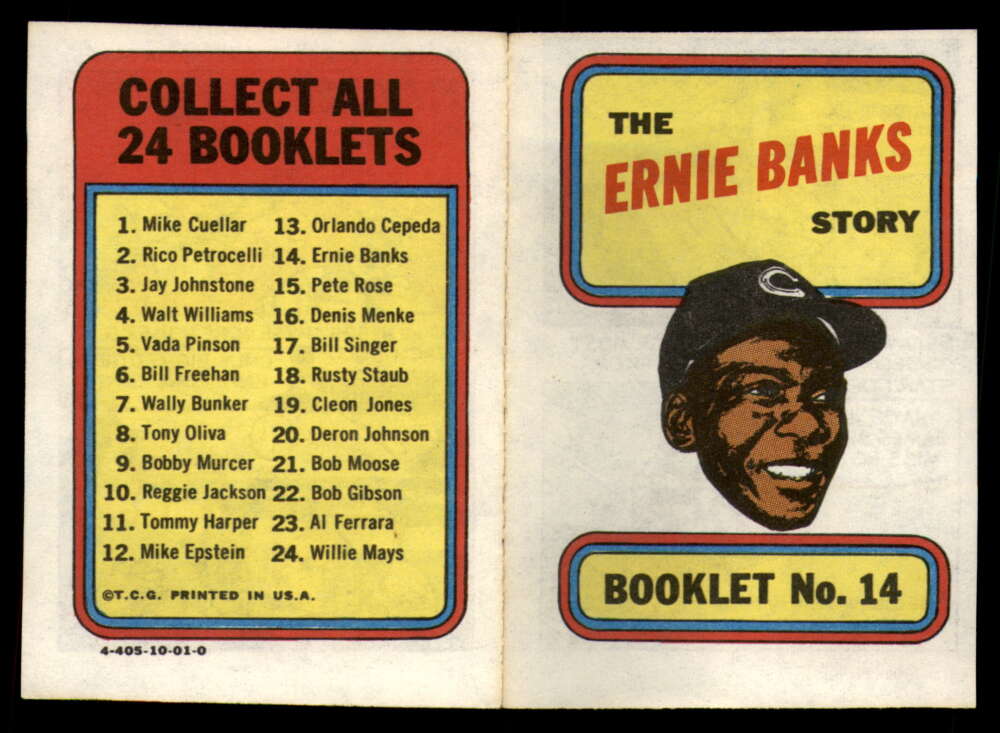 COLLECT ALL
24 BOOKLETS
1. Mike Cuellar
2. Rico Petrocelli
3. Jay Johnstone
4. Walt Williams
5. Vada Pinson
6. Bill Freehan
7. Wally Bunker
8. Tony Oliva
9. Bobby Murcer
10. Reggie Jackson
11. Tommy Harper
12. Mike Epstein
13. Orlando Cepeda
14. Ernie Banks
15. Pete Rose
16. Denis Menke
17. Bill Singer
18. Rusty Staub
19. Cleon Jones
20. Deron Johnson
21. Bob Moose
22. Bob Gibson
23. Al Ferrara
24. Willie Mays
©T.C.G. PRINTED IN U.S.A.
4-405-10-01-0
THE
ERNIE BANKS
STORY
C
BOOKLET No. 14